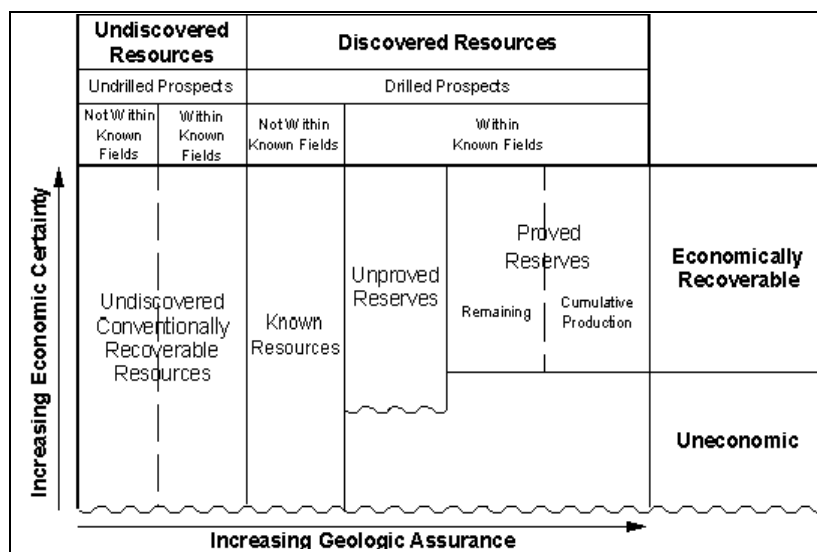 Undiscovered
Resources
Discovered Resources
Undrilled Prospects
Drilled Prospects
Not Within
Known
Fields
Within
Known
Fields
Not Within
Known Fields
Within
Known Fields
Increasing Economic Certainty
Undiscovered
Conventionally
Recoverable
Resources
Known
Resources
Unproved
Reserves
Proved
Reserves
Remaining
Cumulative
Production
Economically
Recoverable
Uneconomic
Increasing Geologic Assurance